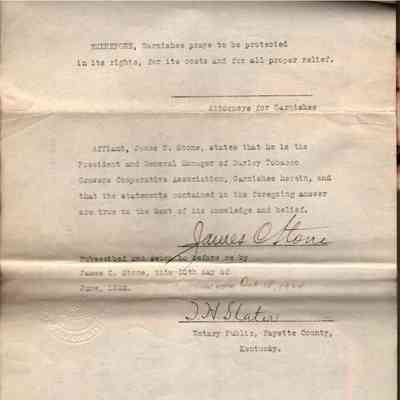 THEREFORE, Garnishee prays to be protected
in its rights, for its costs and for all proper relief.
Attorneys for Garnishee
Affiant, James C. Stone, states that he is the
President and General Manager of Burley Tobacco
Growers Cooperative Association, Garnishee herein, and
that the statements contained in the foregoing answer
are true to the best of its knowledge and belief.
James C Stone
Subscribed and sworn to before me by
James C. Stone, this 20th day of
June,
Notary Public, Fayette County,
Kentucky.